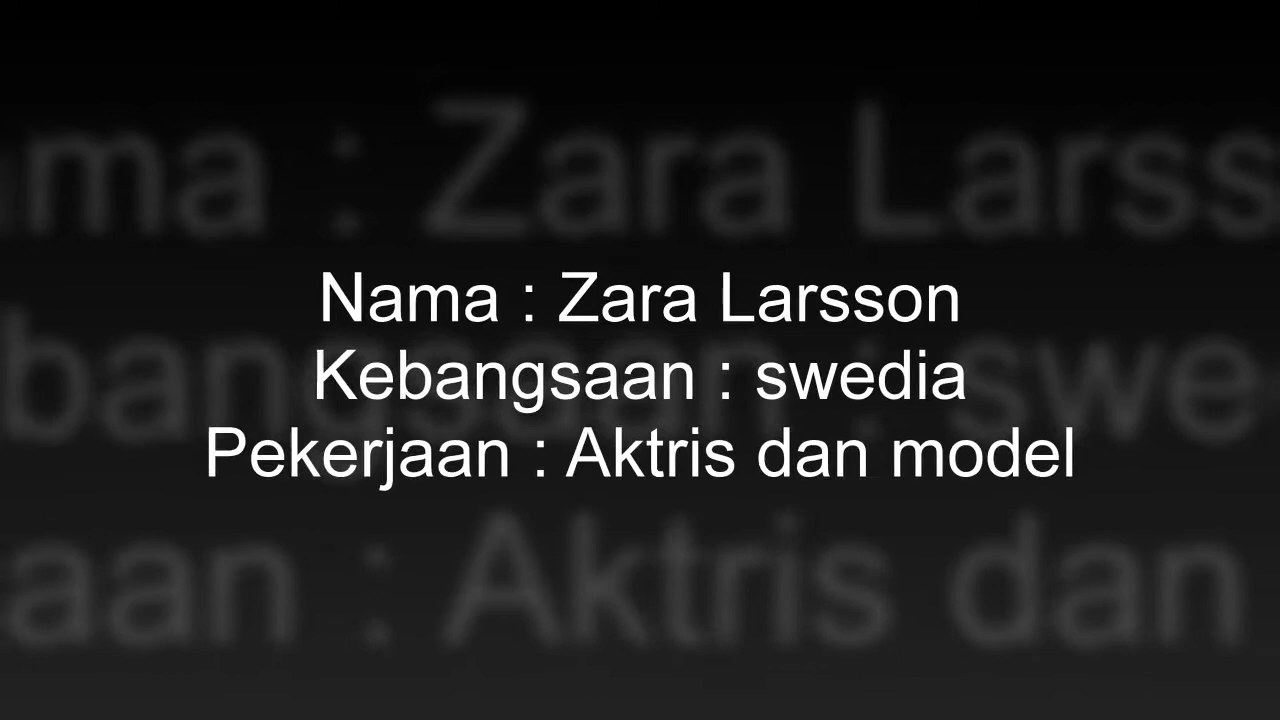 Nama : Zara Larsson
Kebangsaan : swedia
Pekerjaan : Aktris dan model